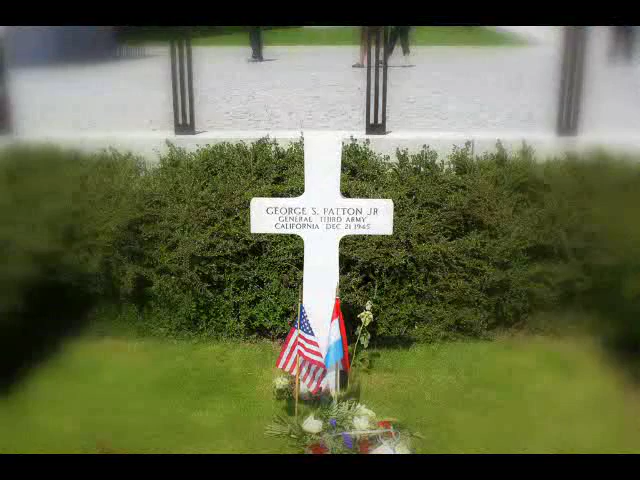 GEORGE S. PATTON JR
GENERAL THIRD ARMY
CALIFORNIA DEC 21 1945